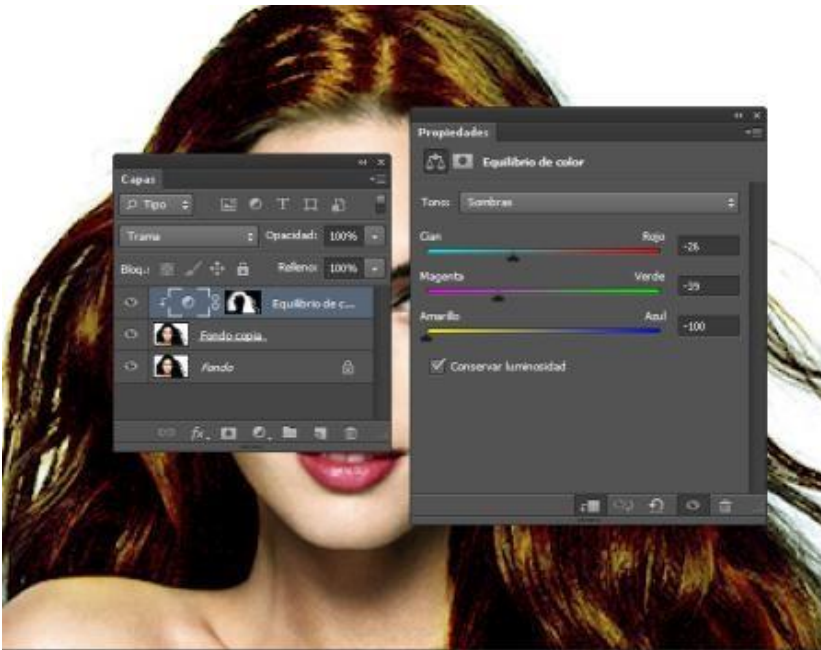 Capas
Tipo
Trama
Opacidad: 100%
Bloq.:
Relleno: 100%
Equilibrio de c...
Fondo copia
Fondo
fx
Propiedades
Equilibrio de color
Tono: Sombras
Cian Rojo -26
Magenta Verde -39
Amarillo Azul -100
Conservar luminosidad